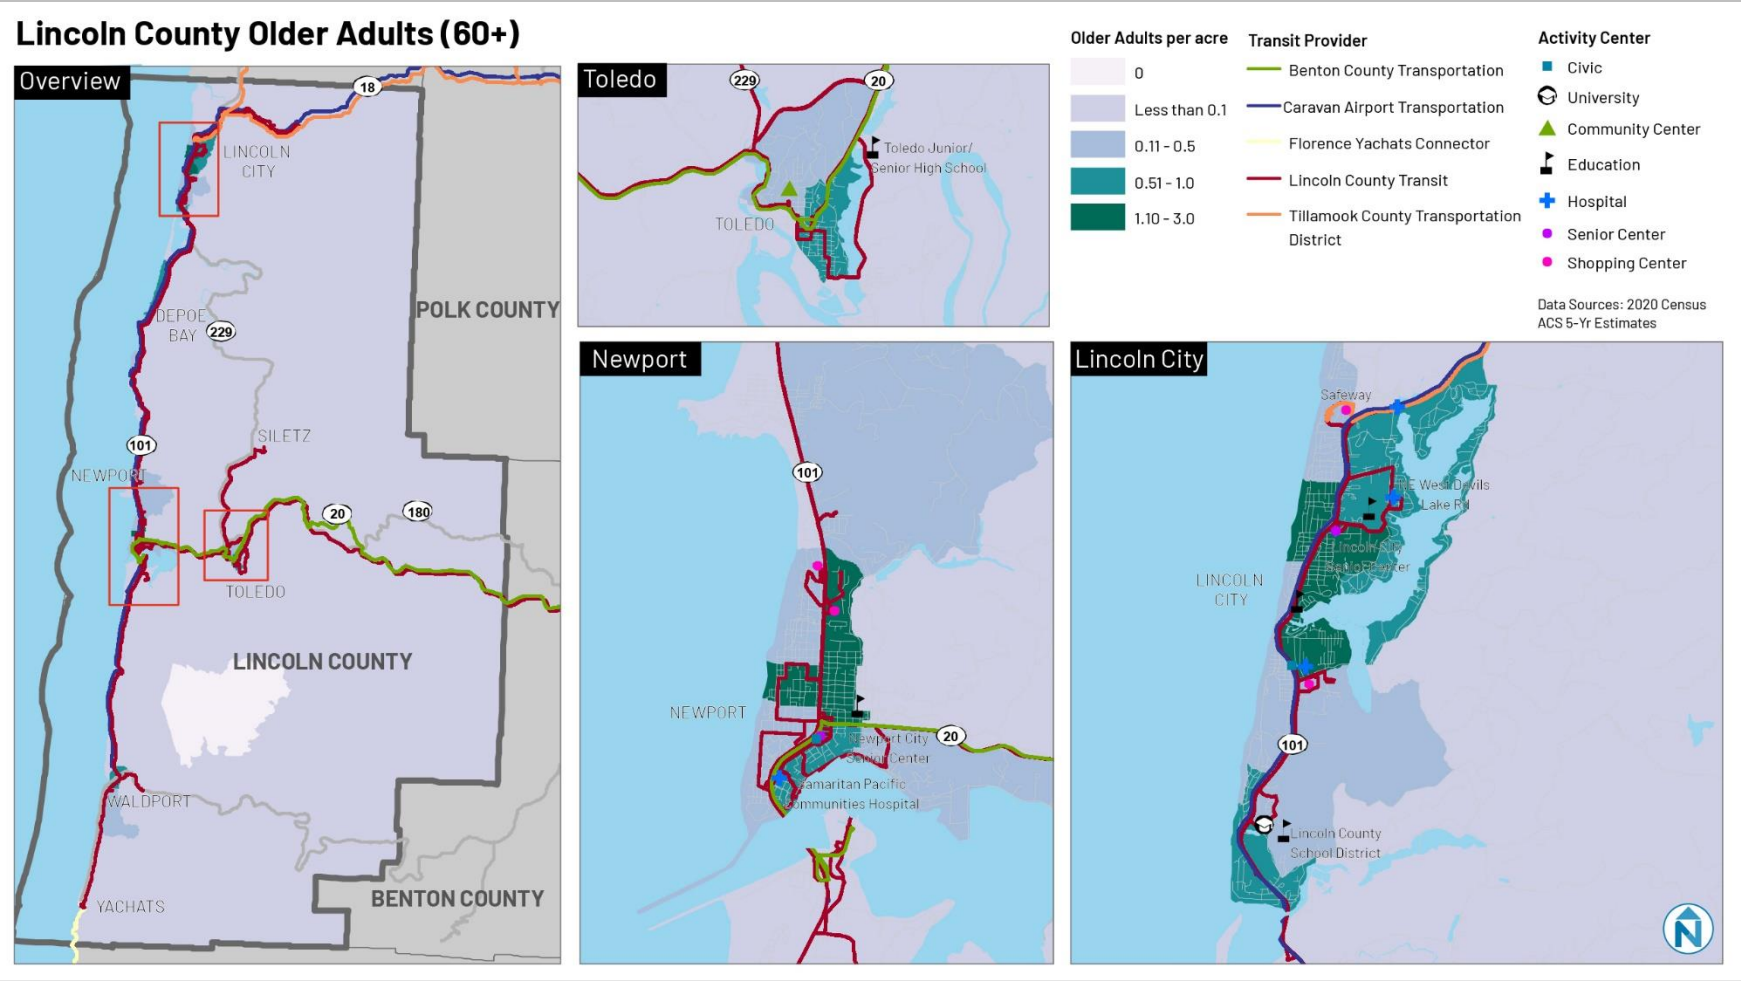 Lincoln County Older Adults (60+)
Overview
18
LINCOLN
CITY
DEPOE
BAY
229
POLK COUNTY
101
SILETZ
NEWPORT
20
180
TOLEDO
LINCOLN COUNTY
WALDPORT
YACHATS
BENTON COUNTY
Toledo
229
20
Toledo Junior/
Senior High School
TOLEDO
Older Adults per acre
0
Less than 0.1
0.11 - 0.5
0.51 - 1.0
1.10 - 3.0
Transit Provider
Benton County Transportation
Caravan Airport Transportation
Florence Yachats Connector
Lincoln County Transit
Tillamook County Transportation
District
Activity Center
Civic
University
Community Center
Education
Hospital
Senior Center
Shopping Center
Data Sources: 2020 Census
ACS 5-Yr Estimates
Newport
101
NEWPORT
20
Newport City
Senior Center
Samaritan Pacific
Communities Hospital
Lincoln City
Safeway
NE West Devils
Lake Rd
Lincoln City
Senior Center
LINCOLN
CITY
101
Lincoln County
School District
N